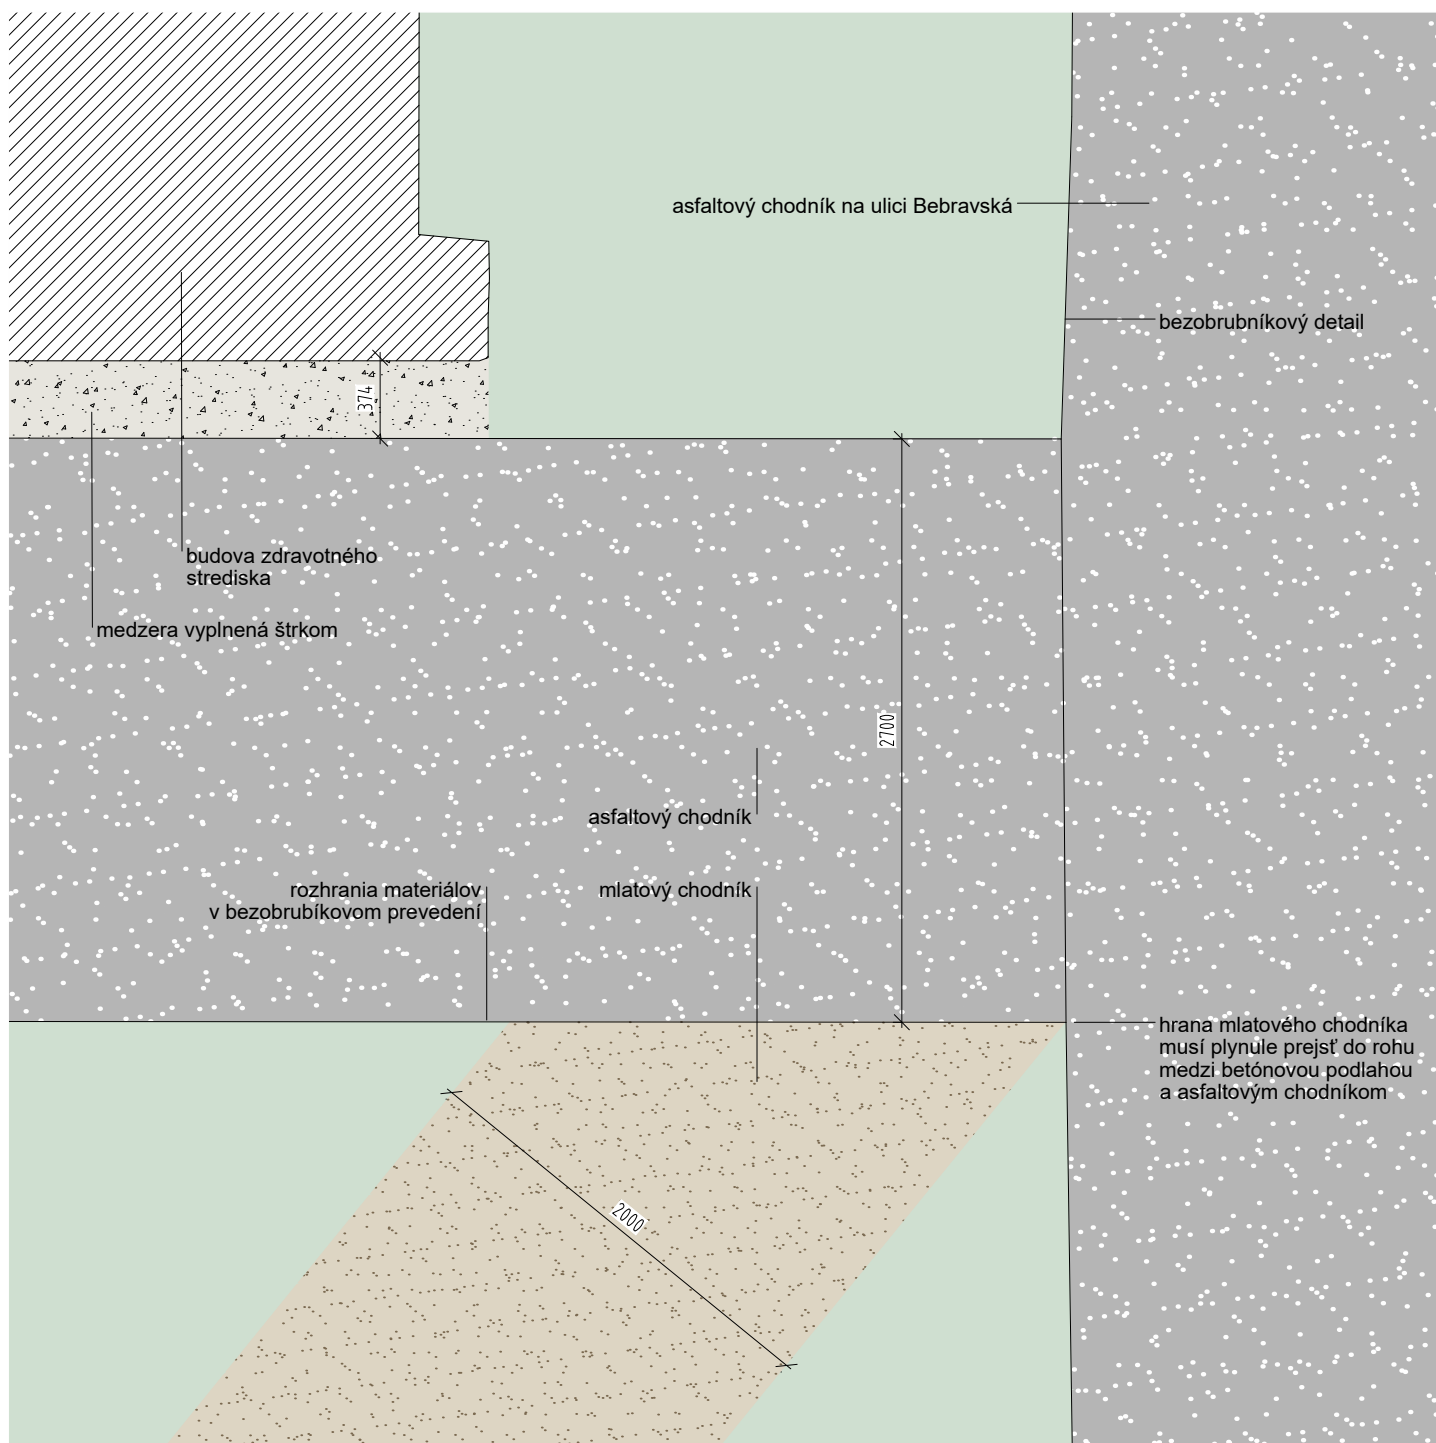 asfaltový chodník na ulici Bebravská
bezobrubníkový detail
374
budova zdravotného
strediska
medzera vyplnená štrkom
2700
asfaltový chodník
rozhrania materiálov
v bezobrubíkovom prevedení
mlatový chodník
hrana mlatového chodníka
musí plynule prejsť do rohu
medzi betónovou podlahou
a asfaltovým chodníkom
2000